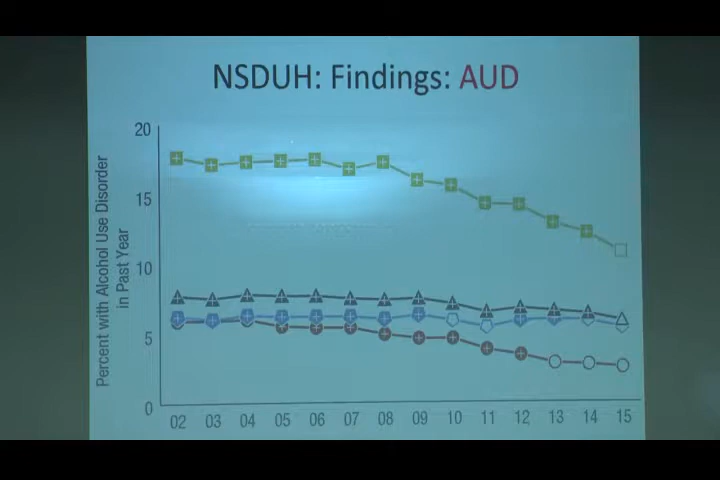 NSDUH: Findings: AUD
Percent with Alcohol Use Disorder
in Past Year
20
15
10
5
0
02 03 04 05 06 07 08 09 10 11 12 13 14 15